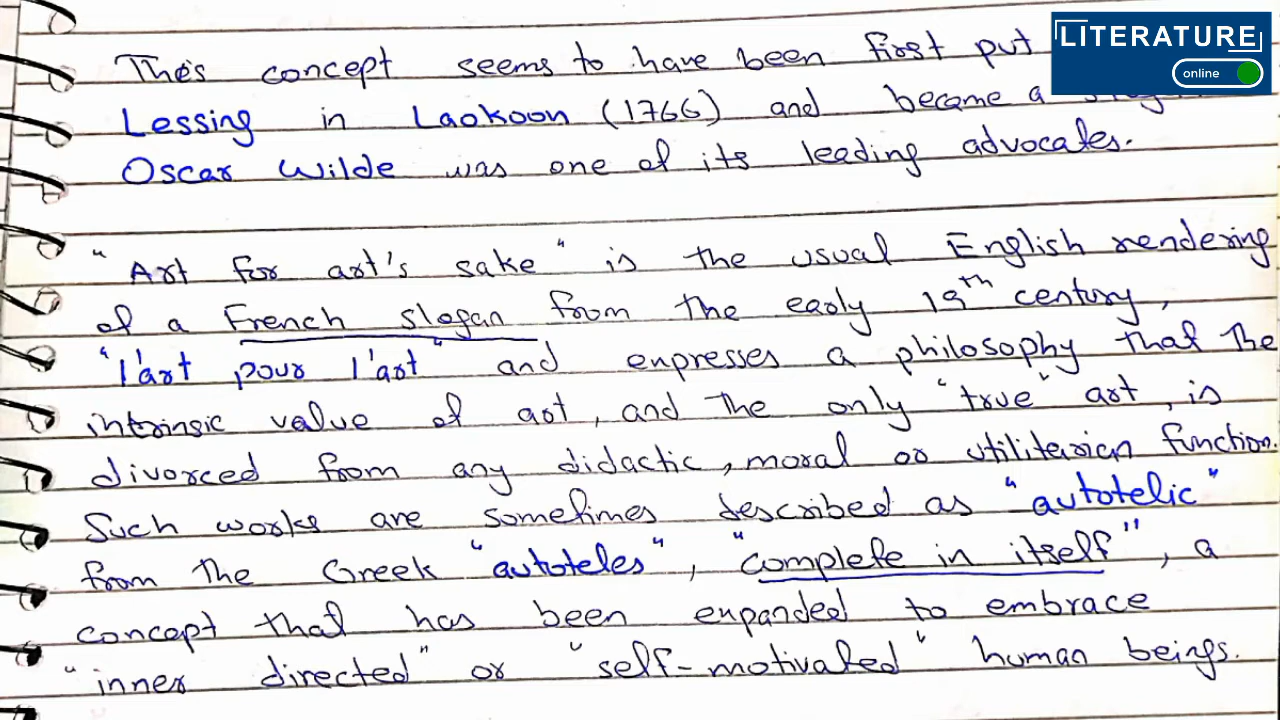 This concept seems to have been first put
LITERATURE
online
Lessing in Laokoon (1766) and became a
Oscar Wilde was one of its leading advocates.
"Art for art's sake" is the usual English rendering
of a French slogan from the early 19th century,
"l'art pour l'art" and expresses a philosophy that the
intrinsic value of art, and the only "true" art, is
divorced from any didactic, moral or utilitarian function.
Such works are sometimes described as "autotelic"
from the Greek "autoteles", "complete in itself", a
concept that has been expanded to embrace
"inner directed" or "self-motivated" human beings.